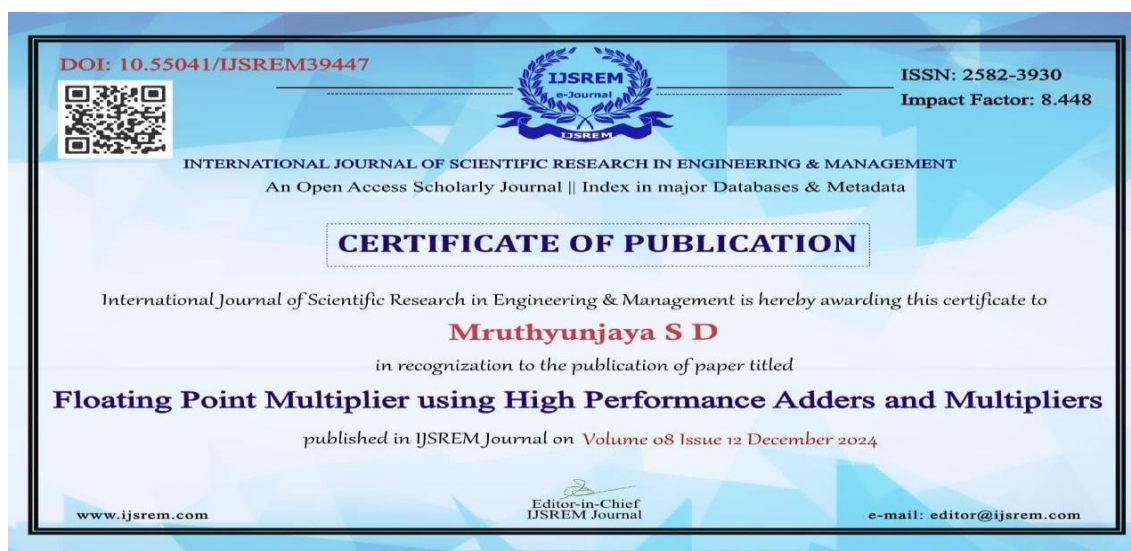 DOI: 10.55041/IJSREM39447
IJSREM
e-Journal
IJSREM
ISSN: 2582-3930
Impact Factor: 8.448
INTERNATIONAL JOURNAL OF SCIENTIFIC RESEARCH IN ENGINEERING & MANAGEMENT
An Open Access Scholarly Journal || Index in major Databases & Metadata
CERTIFICATE OF PUBLICATION
International Journal of Scientific Research in Engineering & Management is hereby awarding this certificate to
Mruthyunjaya S D
in recognization to the publication of paper titled
Floating Point Multiplier using High Performance Adders and Multipliers
published in IJSREM Journal on Volume 08 Issue 12 December 2024
www.ijsrem.com
Editor-in-Chief
IJSREM Journal
e-mail: editor@ijsrem.com